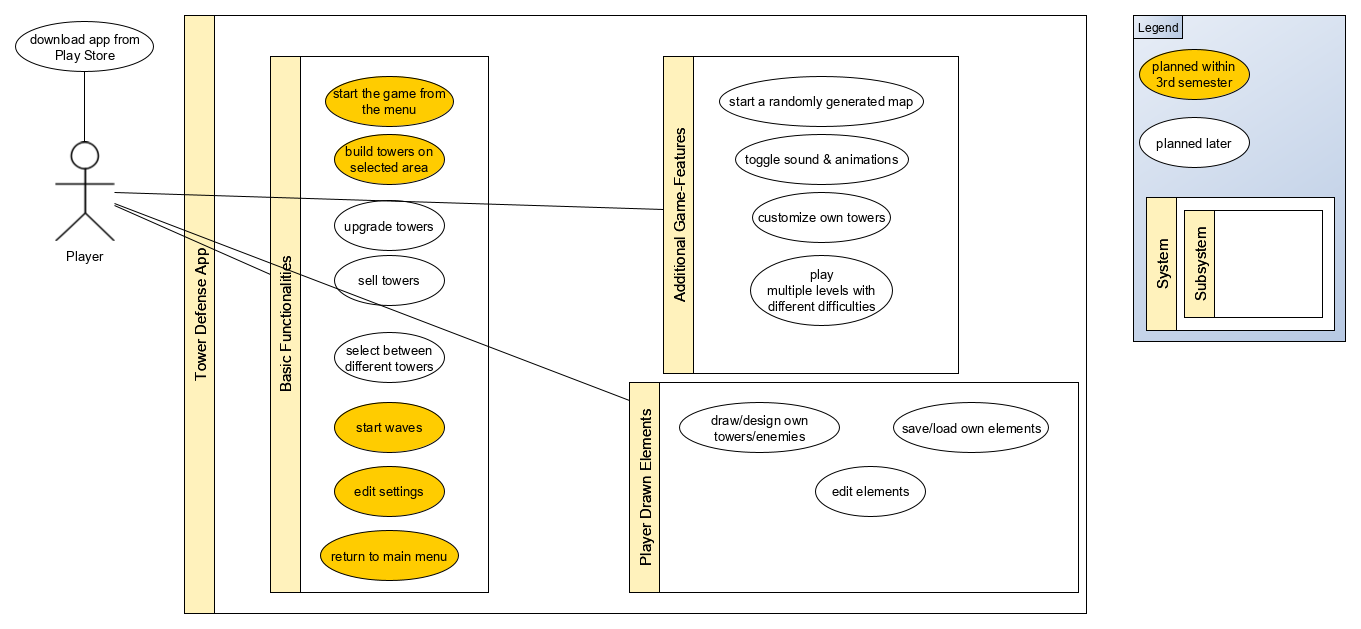 download app from
Play Store
Player
Tower Defense App
Basic Functionalities
start the game from
the menu
build towers on
selected area
upgrade towers
sell towers
select between
different towers
start waves
edit settings
return to main menu
Additional Game-Features
start a randomly generated map
toggle sound & animations
customize own towers
play
multiple levels with
different difficulties
Player Drawn Elements
draw/design own
towers/enemies
save/load own elements
edit elements
Legend
planned within
3rd semester
planned later
System
Subsystem